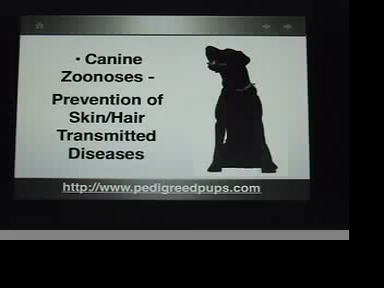 • Canine
Zoonoses -
Prevention of
Skin/Hair
Transmitted
Diseases
http://www.pedigreedpups.com